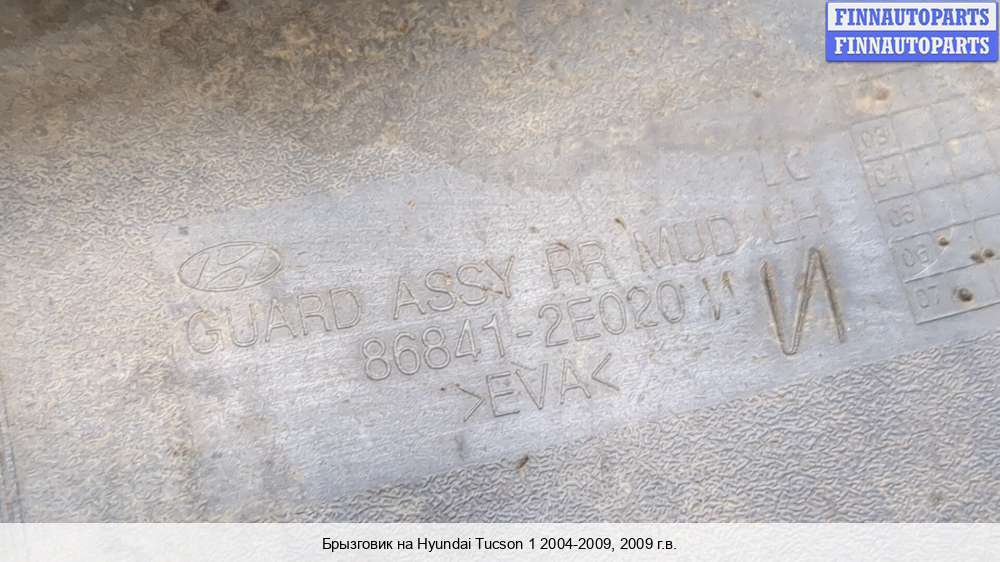 FINNAUTOPARTS
FINNAUTOPARTS
LC
GUARD ASSY RR MUD LH
86841-2E020
>EVA<
03
04
05
06
07
Брызговик на Hyundai Tucson 1 2004-2009, 2009 г.в.